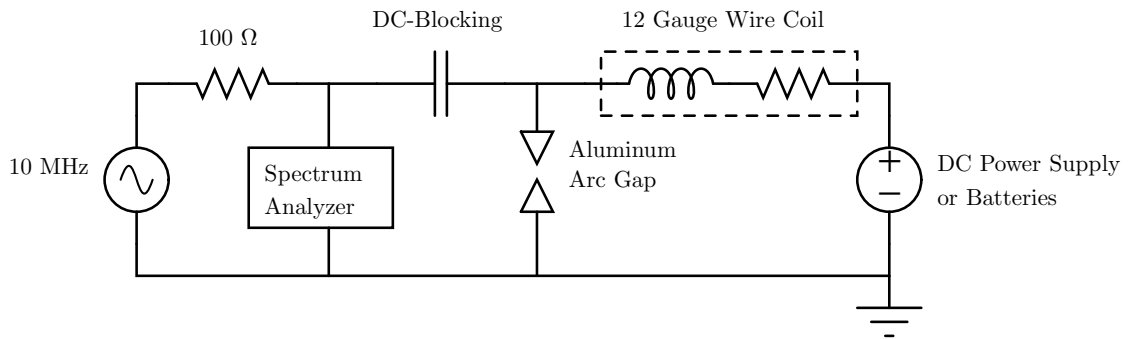 DC-Blocking
12 Gauge Wire Coil
100 Ω
10 MHz
Spectrum
Analyzer
Aluminum
Arc Gap
+
−
DC Power Supply
or Batteries